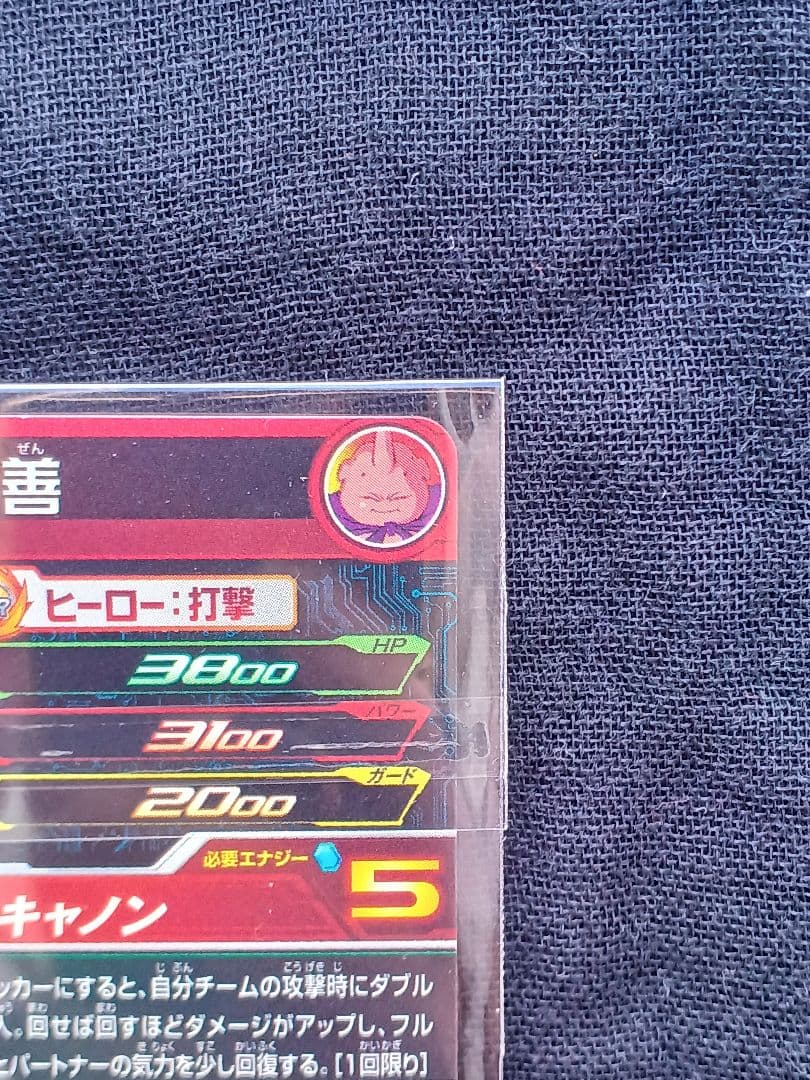 善
ぜん
ヒーロー:打撃
HP
3800
パワー
3100
ガード
2000
必要エナジー
5
キャノン
ッカーにすると、自分チームの攻撃時にダブル
人。回せば回すほどダメージがアップし、フル
とパートナーの気力を少し回復する。[1回限り]